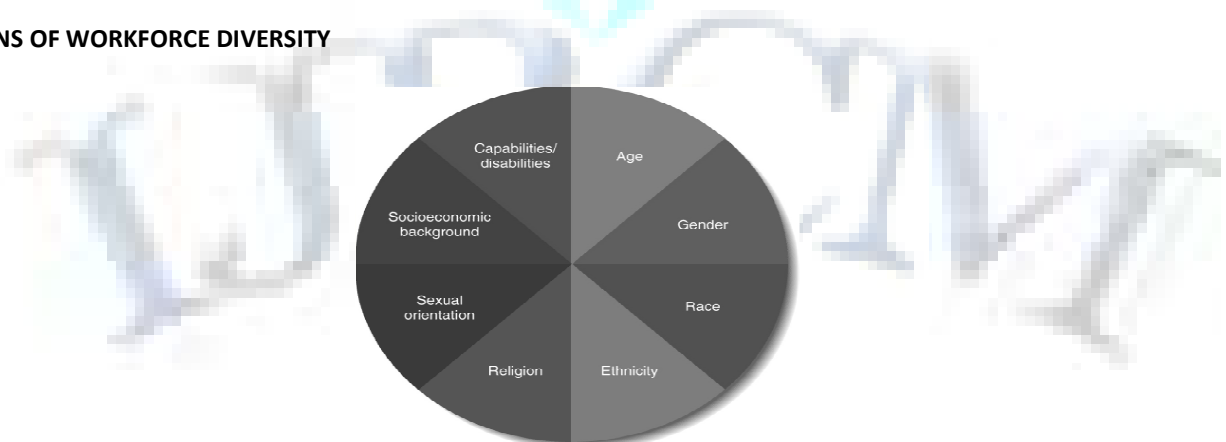 NS OF WORKFORCE DIVERSITY
Capabilities/
disabilities
Age
Socioeconomic
background
Gender
Sexual
orientation
Race
Religion
Ethnicity